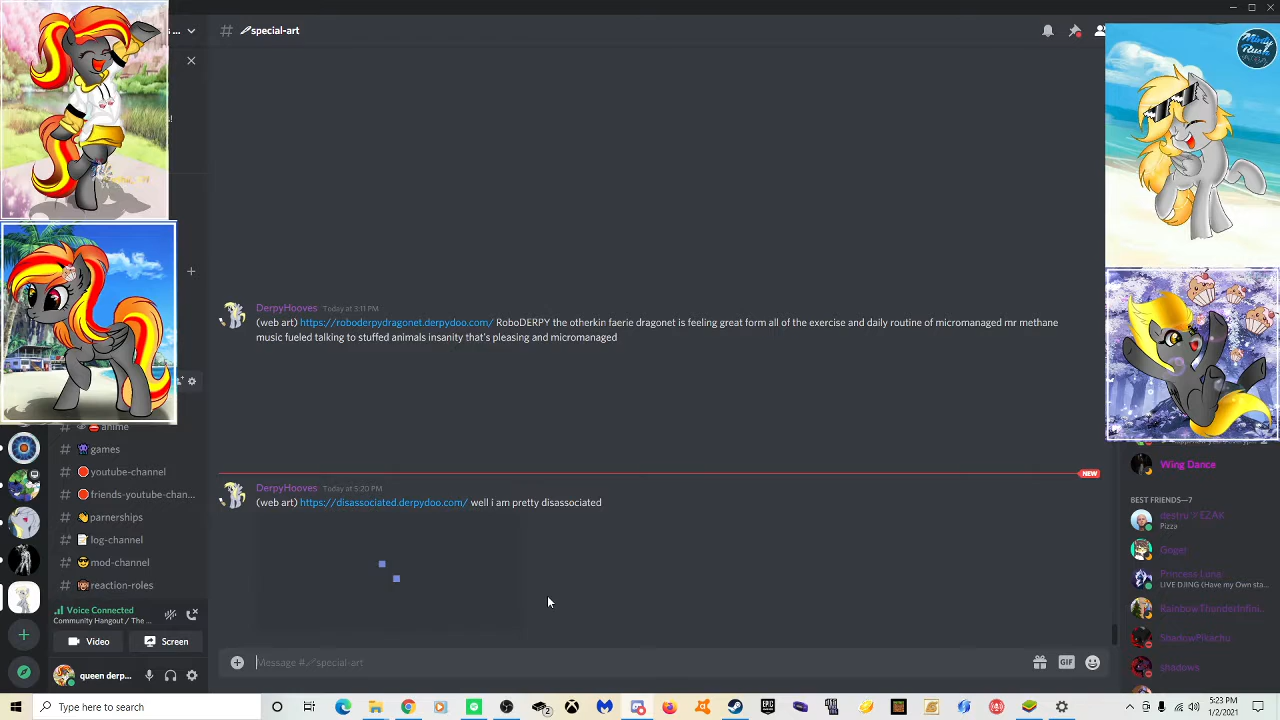 special-art
Minty Rush
DerpyHooves Today at 3:11 PM
(web art) https://roboderpydragonet.derpydoo.com/ RoboDERPY the otherkin faerie dragonet is feeling great form all of the exercise and daily routine of micromanaged mr methane
music fueled talking to stuffed animals insanity that's pleasing and micromanaged
anime
games
youtube-channel
friends-youtube-chan...
parnerships
log-channel
mod-channel
reaction-roles
NEW
DerpyHooves Today at 5:20 PM
(web art) https://disassociated.derpydoo.com/ well i am pretty disassociated
Wing Dance
BEST FRIENDS—7
Pizza
Goger
Princess Luna
LIVE DJING (Have my Own sta...
RainbowThunderInfini...
ShadowPikachu
shadows
Voice Connected
Community Hangout / The ...
Video
Screen
queen derp...
Message #special-art
GIF
Type here to search
5:23 PM
1/2/2021